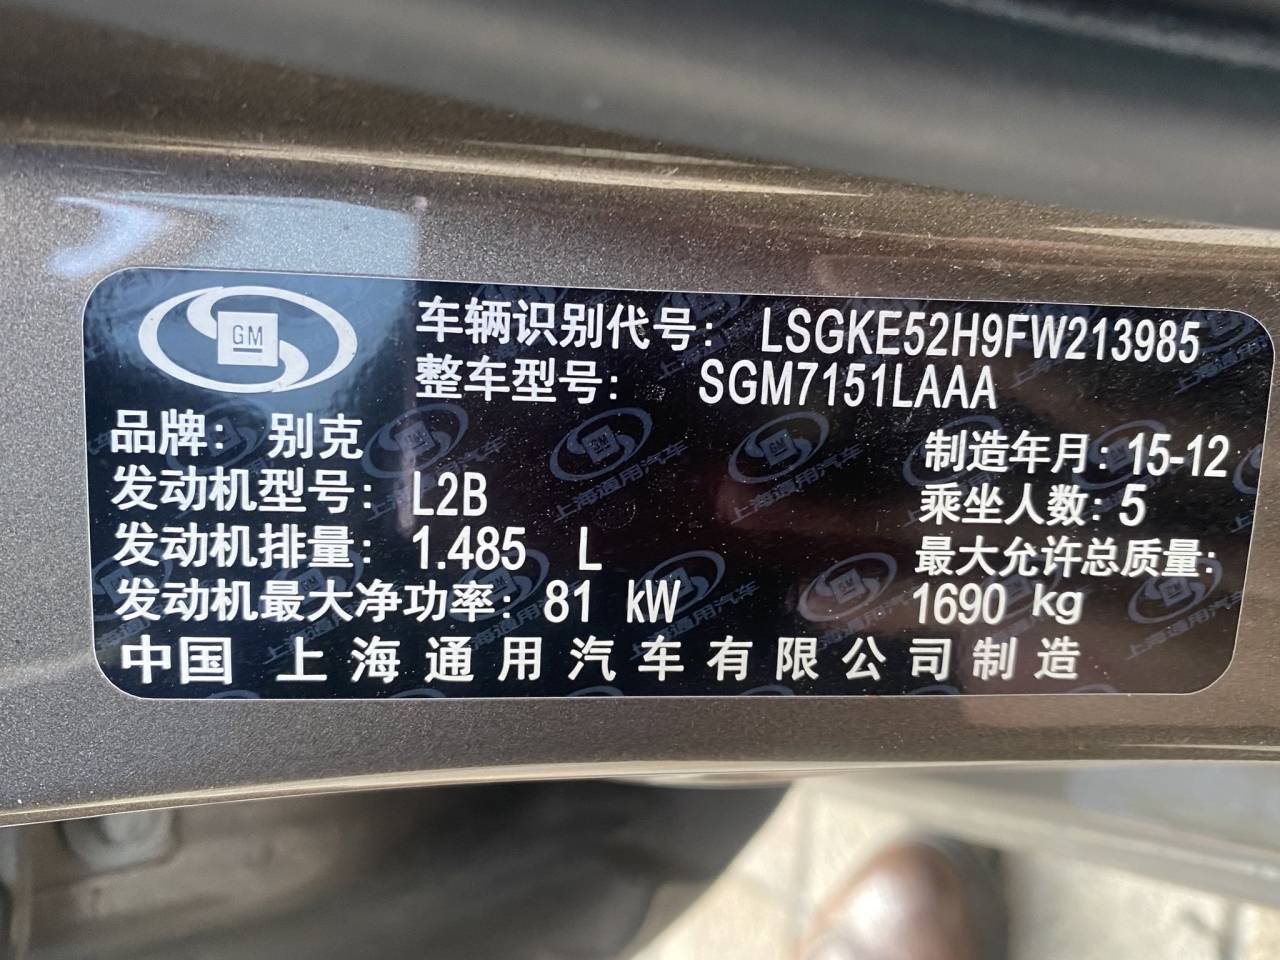 GM
车辆识别代号: LSGKE52H9FW213985
整车型号: SGM7151LAAA
品牌: 别克
制造年月: 15-12
发动机型号: L2B
乘坐人数: 5
发动机排量: 1.485 L
最大允许总质量:
发动机最大净功率: 81 kW
1690 kg
中国 上海通用汽车有限公司制造